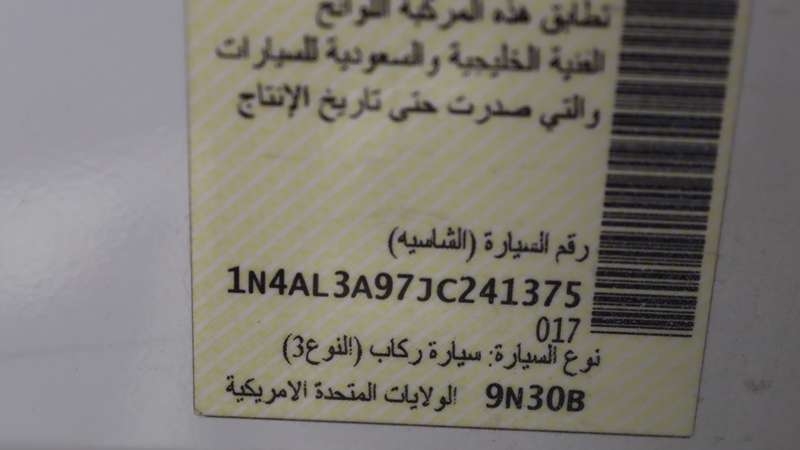 تطابق هذه المركبة اللوائح
الفنية الخليجية والسعودية للسيارات
والتي صدرت حتى تاريخ الإنتاج
رقم السيارة (الشاسيه)
1N4AL3A97JC241375
017
نوع السيارة: سيارة ركاب (النوع3)
9N30B الولايات المتحدة الامريكية